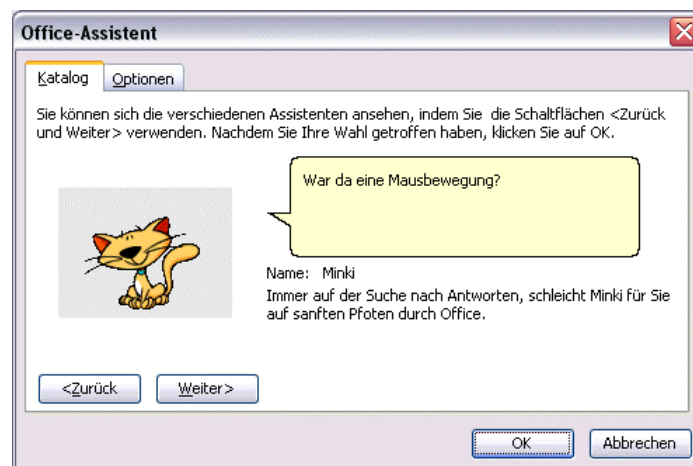 Office-Assistent
Katalog Optionen
Sie können sich die verschiedenen Assistenten ansehen, indem Sie die Schaltflächen <Zurück
und Weiter> verwenden. Nachdem Sie Ihre Wahl getroffen haben, klicken Sie auf OK.
War da eine Mausbewegung?
Name: Minki
Immer auf der Suche nach Antworten, schleicht Minki für Sie
auf sanften Pfoten durch Office.
<Zurück Weiter>
OK Abbrechen